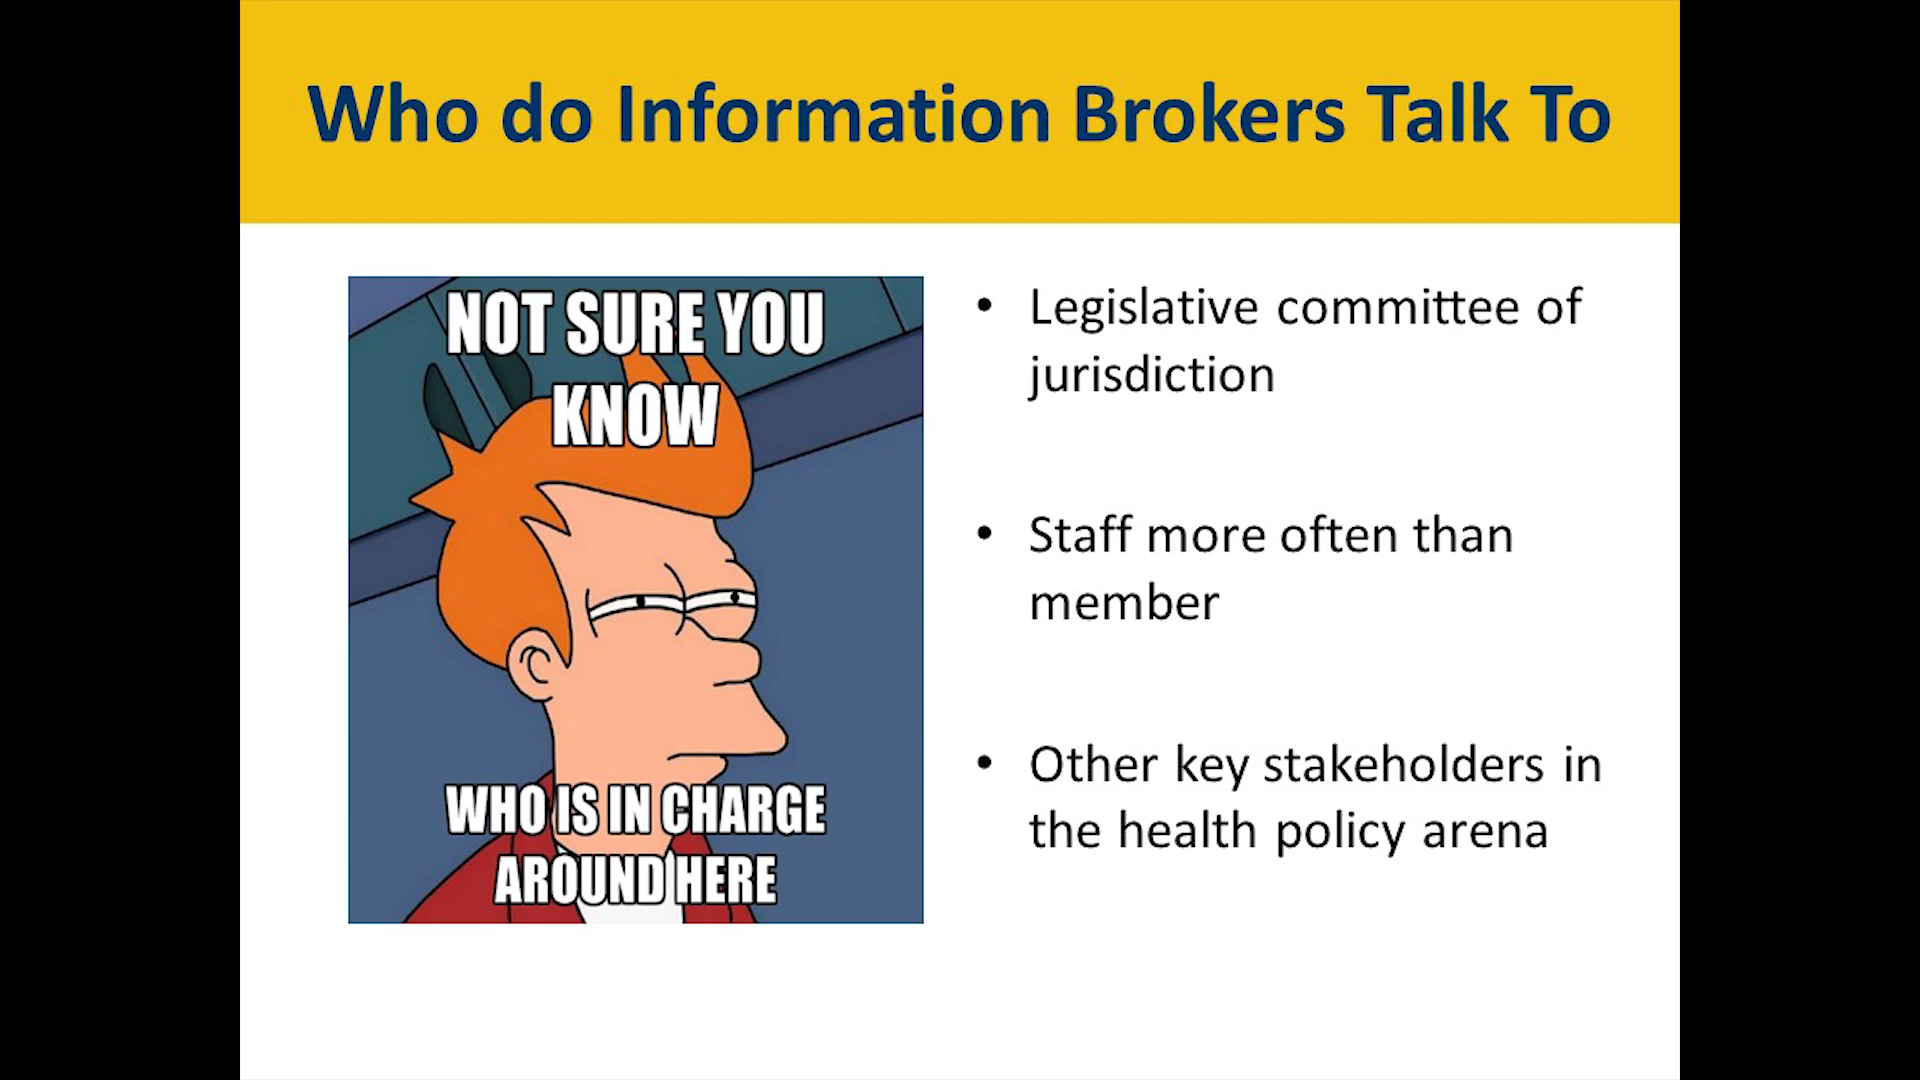 Who do Information Brokers Talk To
NOT SURE YOU
KNOW
WHO IS IN CHARGE
AROUND HERE
• Legislative committee of
jurisdiction
• Staff more often than
member
• Other key stakeholders in
the health policy arena